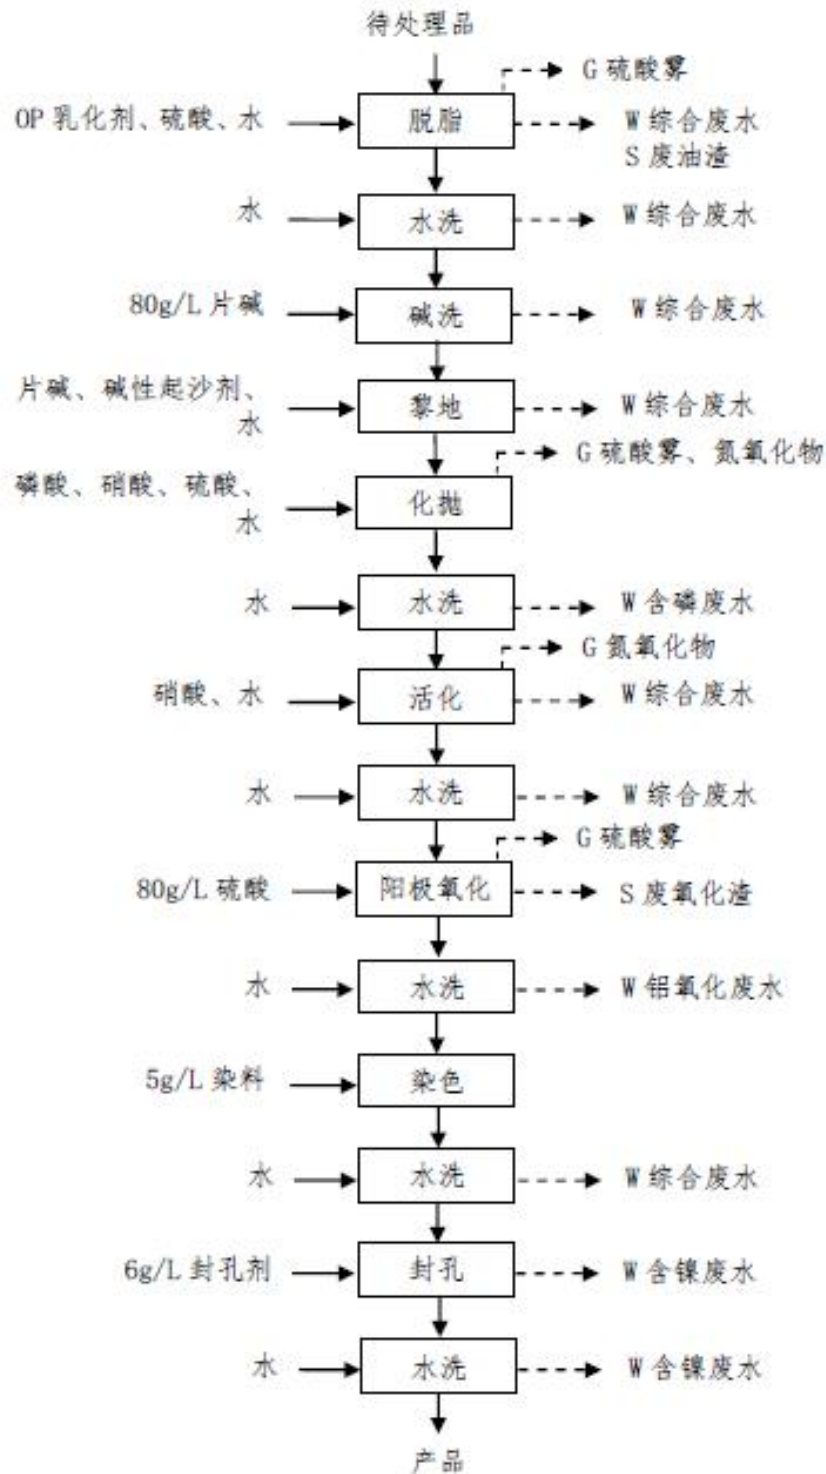 待处理品
G 硫酸雾
OP 乳化剂、硫酸、水
脱脂
W 综合废水
S 废油渣
水
水洗
W 综合废水
80g/L 片碱
碱洗
W 综合废水
片碱、碱性起沙剂、
水
黎地
W 综合废水
G 硫酸雾、氮氧化物
磷酸、硝酸、硫酸、
水
化抛
水
水洗
W 含磷废水
G 氮氧化物
硝酸、水
活化
W 综合废水
水
水洗
W 综合废水
G 硫酸雾
80g/L 硫酸
阳极氧化
S 废氧化渣
水
水洗
W 铝氧化废水
5g/L 染料
染色
水
水洗
W 综合废水
6g/L 封孔剂
封孔
W 含镍废水
水
水洗
W 含镍废水
产品